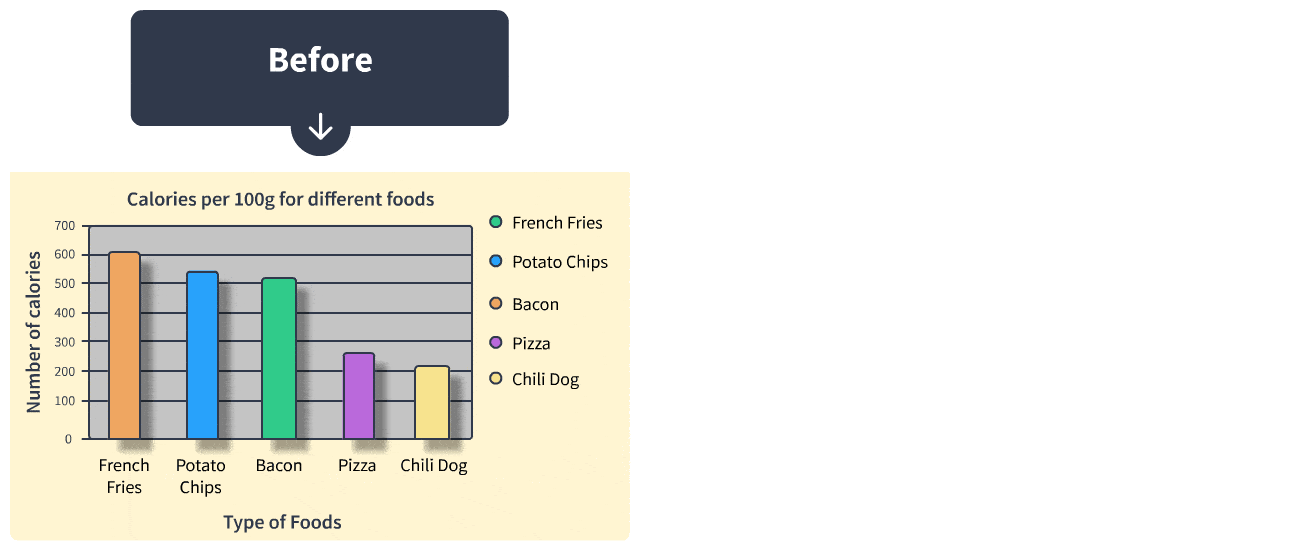 Before
Calories per 100g for different foods
Number of calories
700
600
500
400
300
200
100
0
French Fries
Potato Chips
Bacon
Pizza
Chili Dog
French
Fries
Potato
Chips
Bacon
Pizza
Chili Dog
Type of Foods